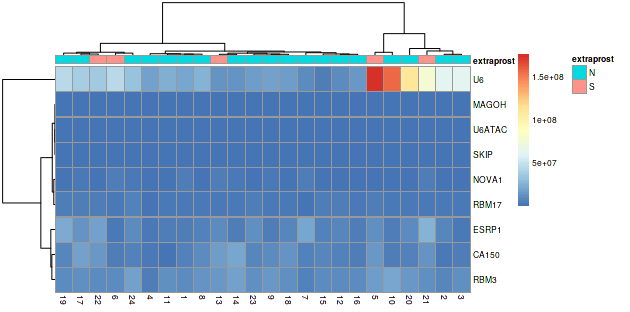 extraprost
U6
MAGOH
U6ATAC
SKIP
NOVA1
RBM17
ESRP1
CA150
RBM3
19 17 22 6 24 4 11 1 8 13 14 23 9 18 7 15 12 16 5 10 20 21 2 3
1.5e+08
1e+08
5e+07
extraprost
N
S